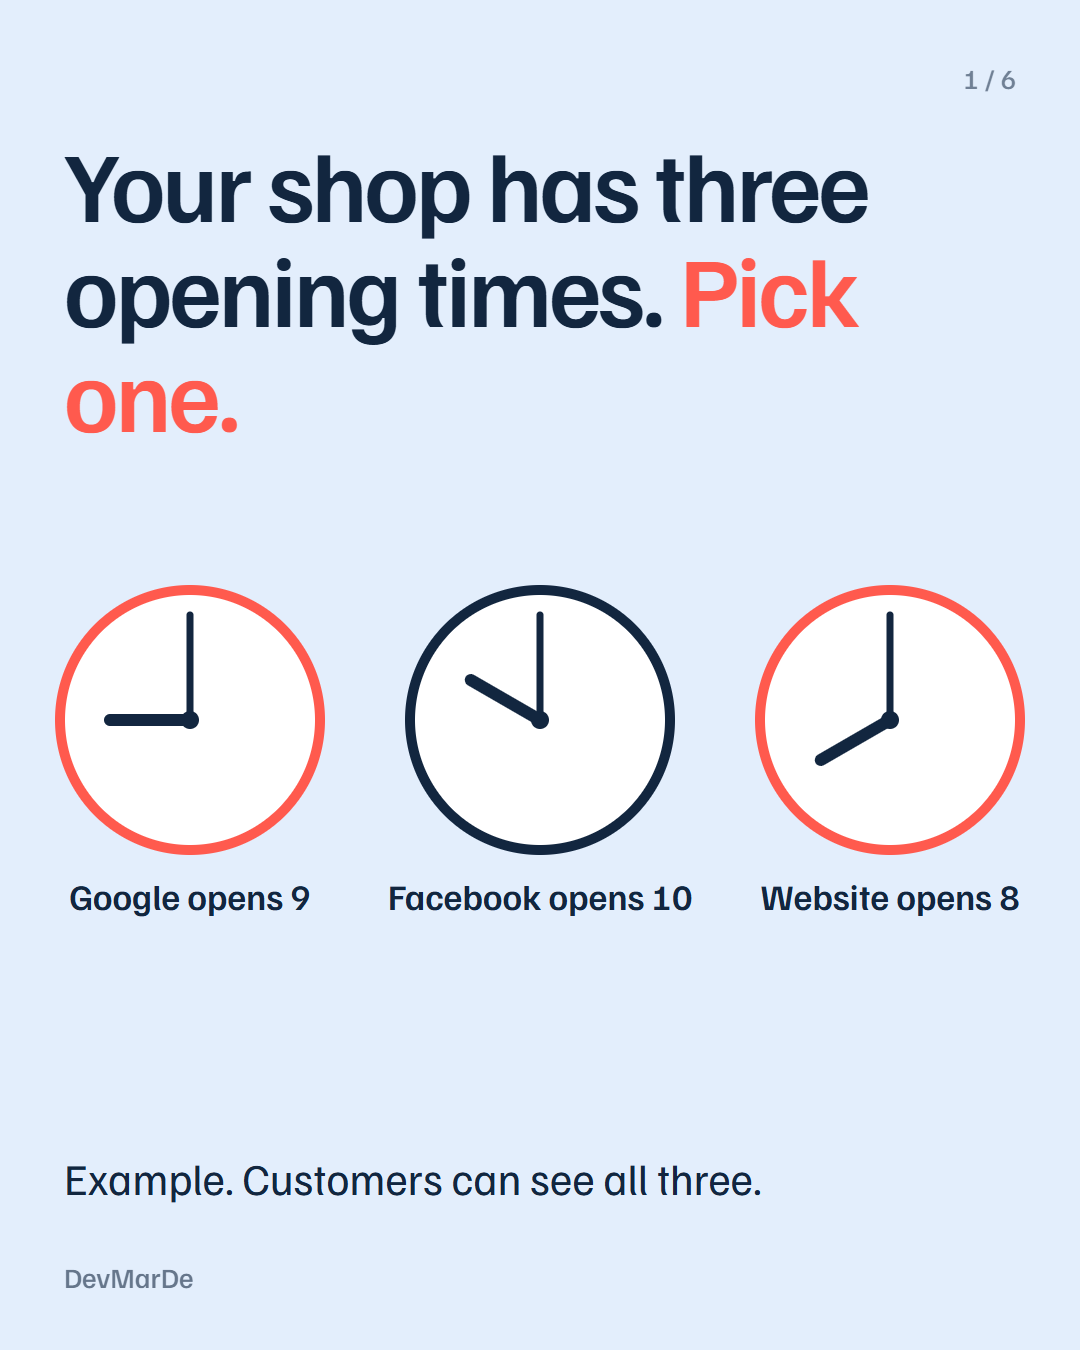 1 / 6
Your shop has three
opening times. Pick
one.
Google opens 9
Facebook opens 10
Website opens 8
Example. Customers can see all three.
DevMarDe